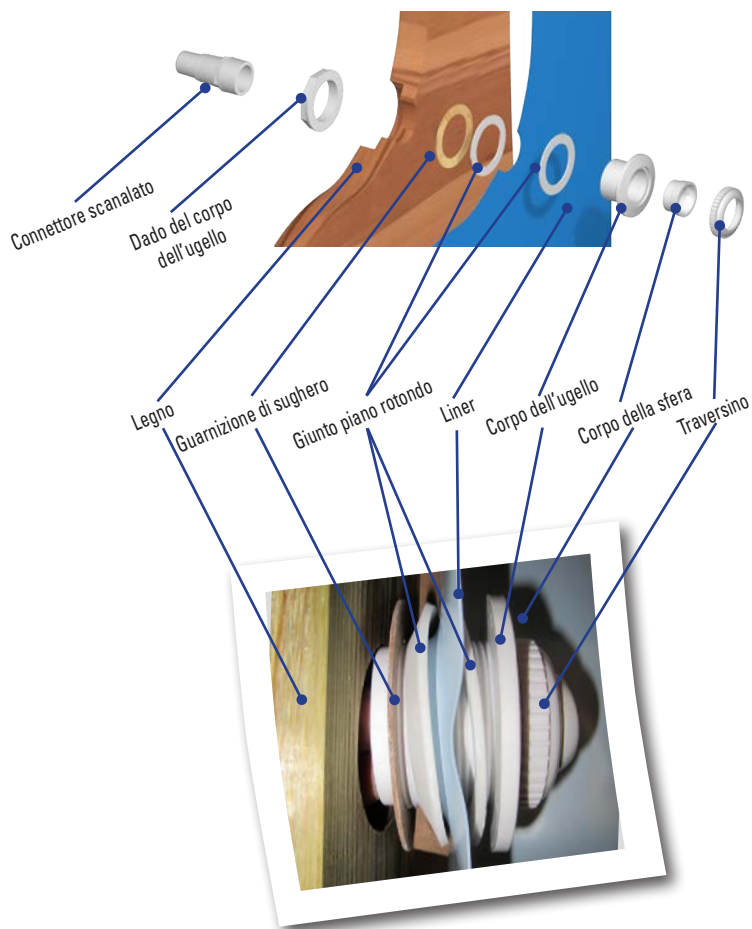 Connettore scanalato
Dado del corpo
dell'ugello
Legno
Guarnizione di sughero
Giunto piano rotondo
Liner
Corpo dell'ugello
Corpo della sfera
Traversino